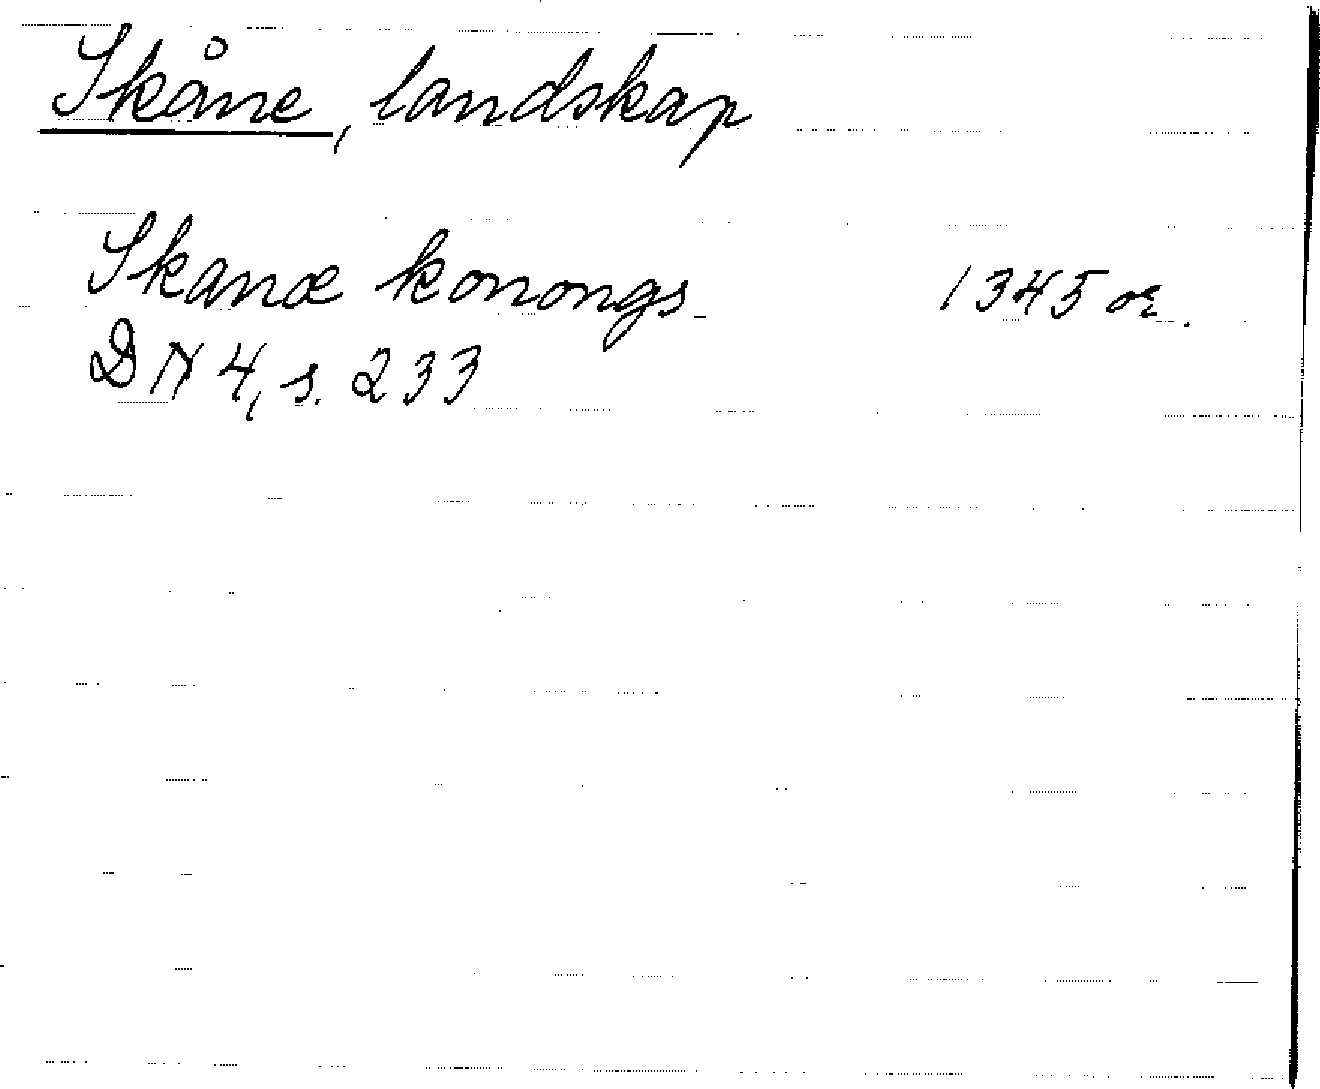 Skåne, landskap
Skanæ konongs 1345 or.
DN 4, s. 233